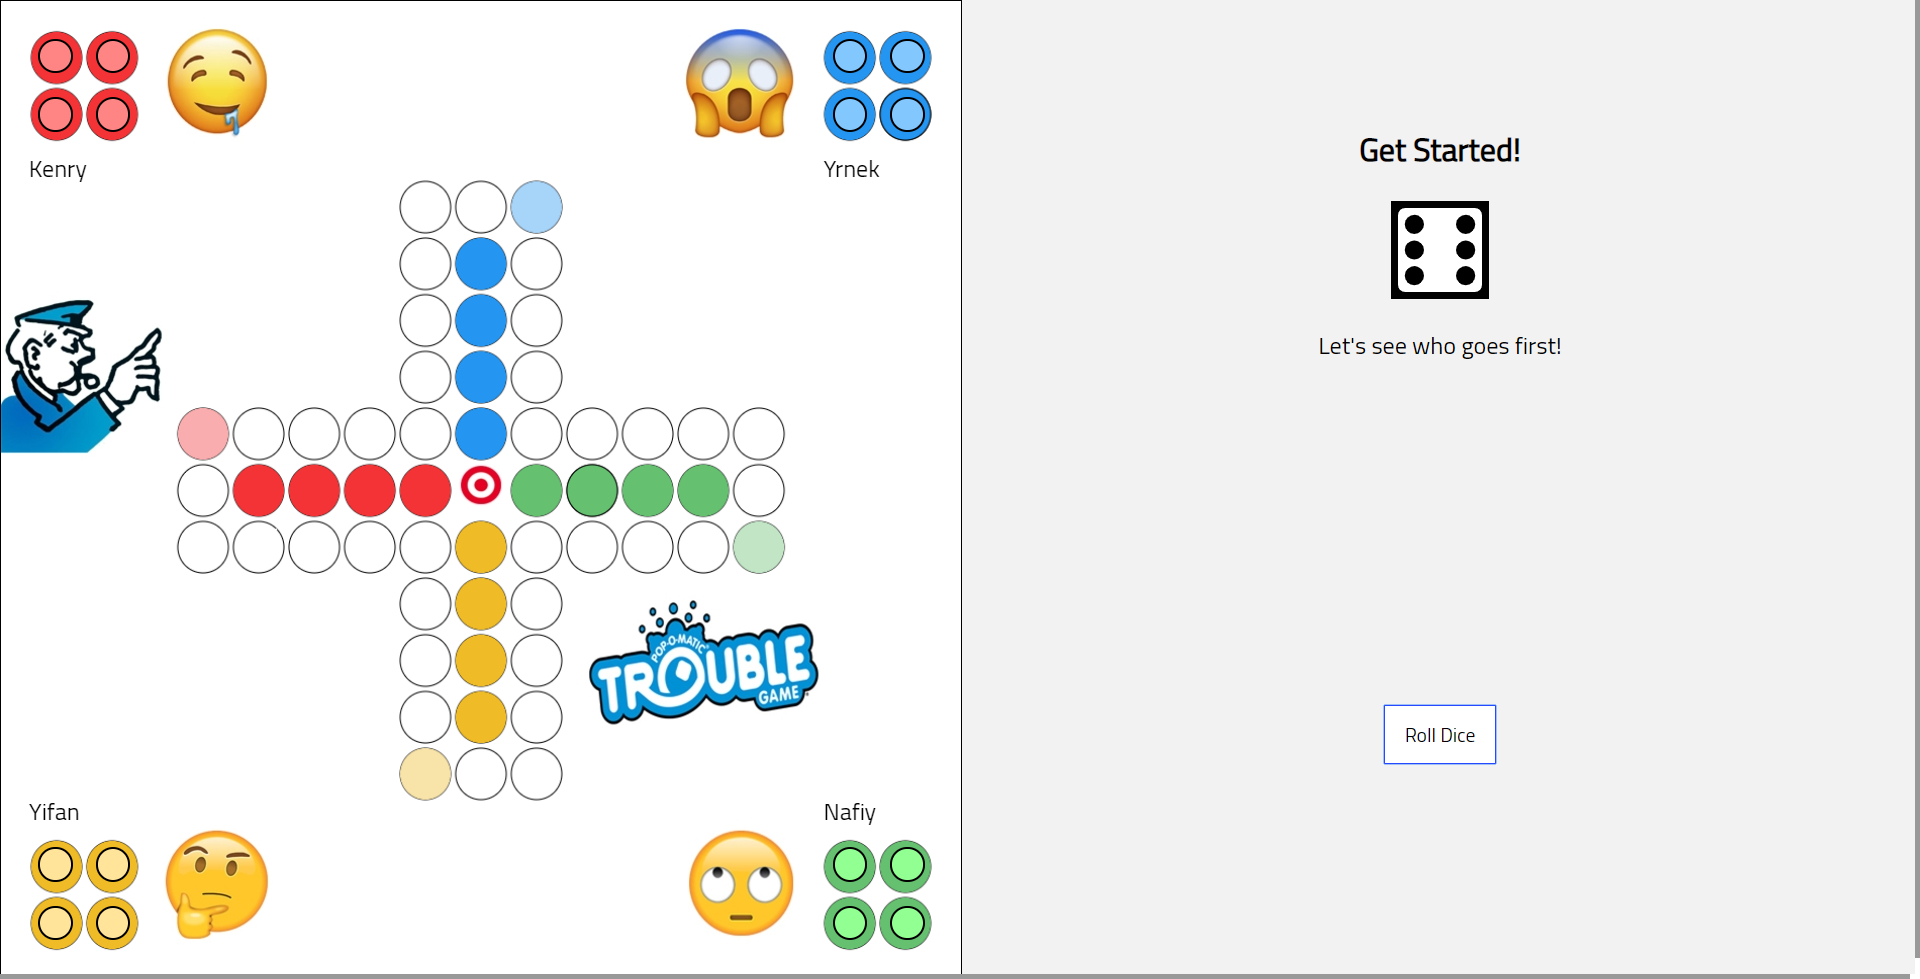 Kenry
Yrnek
POP-O-MATIC
TROUBLE
GAME
Yifan
Nafiy
Get Started!
Let's see who goes first!
Roll Dice